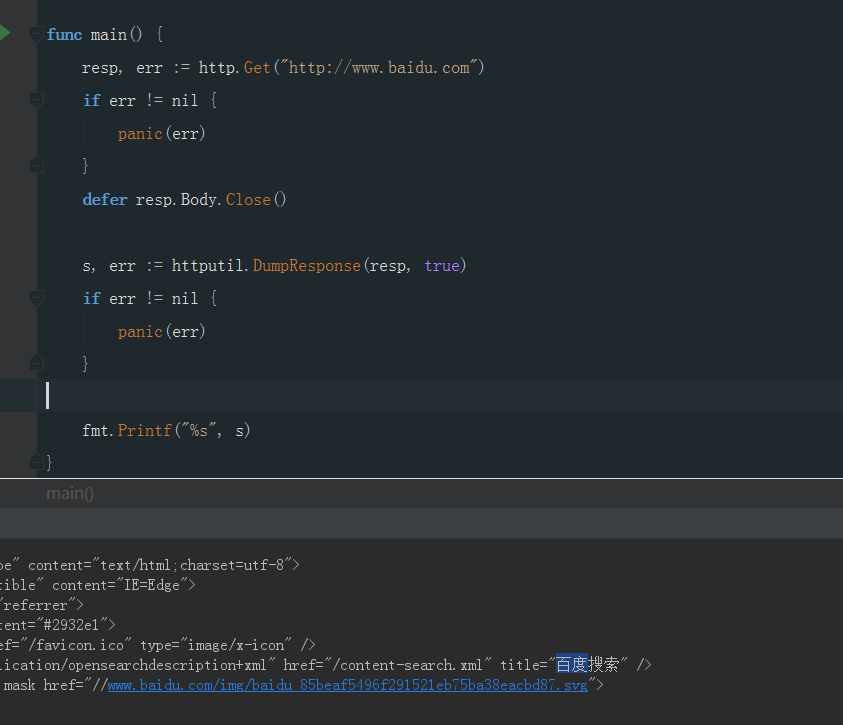 func main() {
resp, err := http.Get("http://www.baidu.com")
if err != nil {
panic(err)
}
defer resp.Body.Close()
s, err := httputil.DumpResponse(resp, true)
if err != nil {
panic(err)
}
fmt.Printf("%s", s)
}
main()
pe" content="text/html;charset=utf-8">
tible" content="IE=Edge">
"referrer">
tent="#2932e1">
ef="/favicon.ico" type="image/x-icon" />
lication/opensearchdescription+xml" href="/content-search.xml" title="百度搜索" />
mask href="//www.baidu.com/img/baidu_85beaf5496f291521eb75ba38eacbd87.svg">